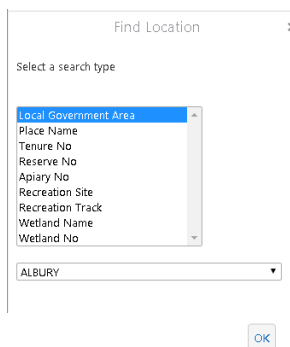 Find Location
Select a search type
Local Government Area
Place Name
Tenure No
Reserve No
Apiary No
Recreation Site
Recreation Track
Wetland Name
Wetland No
ALBURY
OK